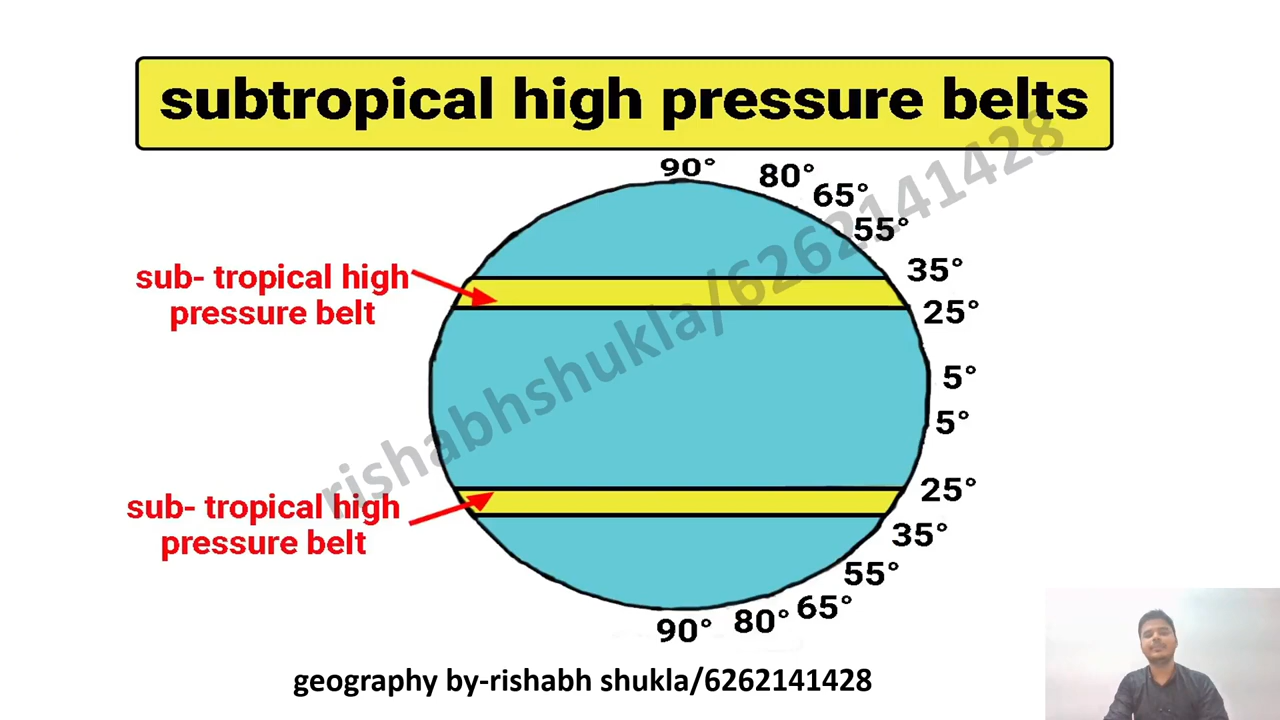 subtropical high pressure belts
90°
80°
65°
55°
sub- tropical high
pressure belt
35°
25°
5°
5°
rishabhshukla/6262141428
sub- tropical high
pressure belt
25°
35°
55°
65°
80°
90°
geography by-rishabh shukla/6262141428